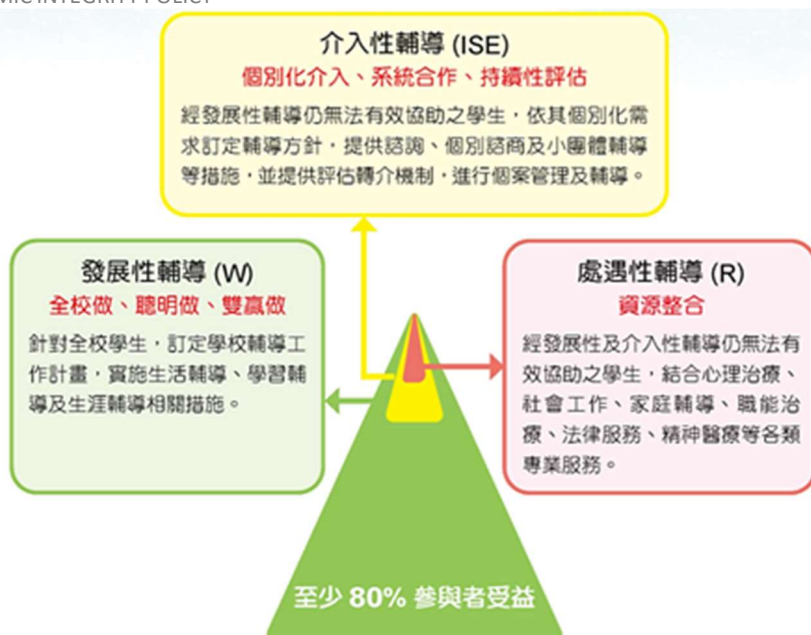 MIC INTEGRITY POLICY
介入性輔導 (ISE)
個別化介入、系統合作、持續性評估
經發展性輔導仍無法有效協助之學生，依其個別化需
求訂定輔導方針，提供諮詢、個別諮商及小團體輔導
等措施，並提供評估轉介機制，進行個案管理及輔導。
發展性輔導 (W)
全校做、聰明做、雙贏做
針對全校學生，訂定學校輔導工
作計畫，實施生活輔導、學習輔
導及生涯輔導相關措施。
處遇性輔導 (R)
資源整合
經發展性及介入性輔導仍無法有
效協助之學生，結合心理治療、
社會工作、家庭輔導、職能治
療、法律服務、精神醫療等各類
專業服務。
至少 80% 參與者受益